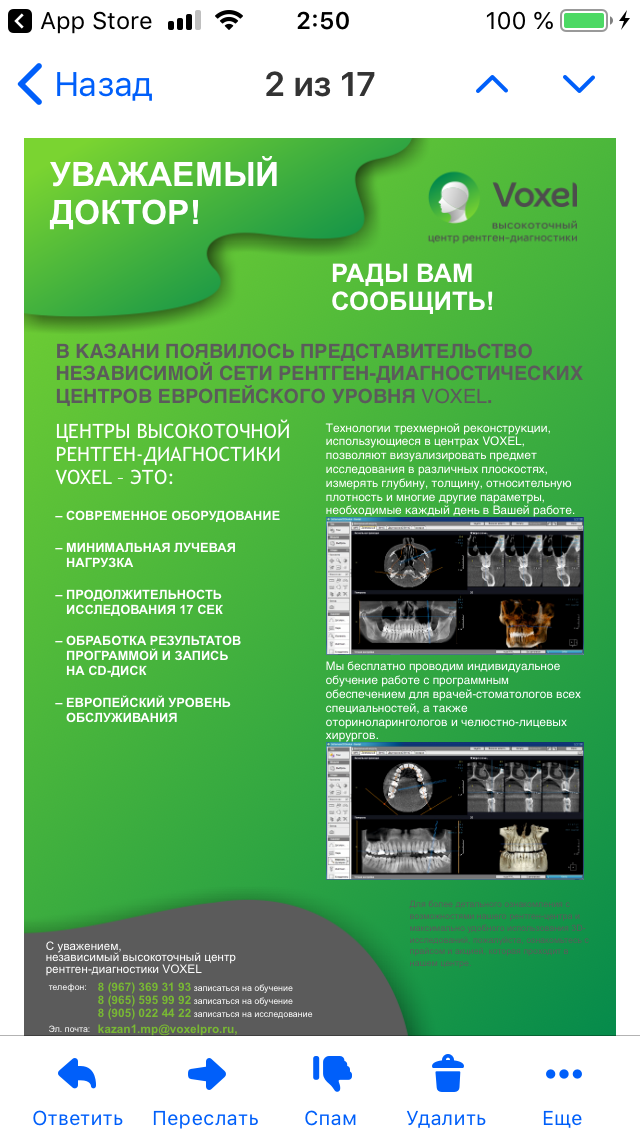 App Store
2:50
100 %
Назад
2 из 17
УВАЖАЕМЫЙ
ДОКТОР!
Voxel
высокоточный
центр рентген-диагностики
РАДЫ ВАМ
СООБЩИТЬ!
В КАЗАНИ ПОЯВИЛОСЬ ПРЕДСТАВИТЕЛЬСТВО
НЕЗАВИСИМОЙ СЕТИ РЕНТГЕН-ДИАГНОСТИЧЕСКИХ
ЦЕНТРОВ ЕВРОПЕЙСКОГО УРОВНЯ VOXEL.
ЦЕНТРЫ ВЫСОКОТОЧНОЙ
РЕНТГЕН-ДИАГНОСТИКИ
VOXEL – ЭТО:
– СОВРЕМЕННОЕ ОБОРУДОВАНИЕ
– МИНИМАЛЬНАЯ ЛУЧЕВАЯ
НАГРУЗКА
– ПРОДОЛЖИТЕЛЬНОСТЬ
ИССЛЕДОВАНИЯ 17 СЕК
– ОБРАБОТКА РЕЗУЛЬТАТОВ
ПРОГРАММОЙ И ЗАПИСЬ
НА CD-ДИСК
– ЕВРОПЕЙСКИЙ УРОВЕНЬ
ОБСЛУЖИВАНИЯ
Технологии трехмерной реконструкции,
использующиеся в центрах VOXEL,
позволяют визуализировать предмет
исследования в различных плоскостях,
измерять глубину, толщину, относительную
плотность и многие другие параметры,
необходимые каждый день в Вашей работе.
Мы бесплатно проводим индивидуальное
обучение работе с программным
обеспечением для врачей-стоматологов всех
специальностей, а также
оториноларингологов и челюстно-лицевых
хирургов.
С уважением,
независимый высокоточный центр
рентген-диагностики VOXEL
телефон: 8 (967) 369 31 93 записаться на обучение
8 (965) 595 99 92 записаться на обучение
8 (905) 022 44 22 записаться на исследование
Эл. почта: kazan1.mp@voxelpro.ru,
Ответить
Переслать
Спам
Удалить
Еще